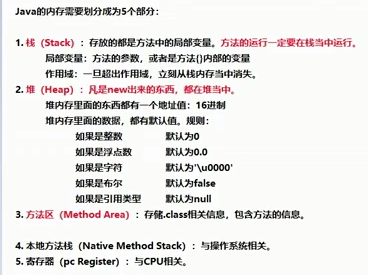 Java的内存需要划分成为5个部分：
1. 栈（Stack）：存放的都是方法中的局部变量。方法的运行一定要在栈当中运行。
局部变量：方法的参数，或者是方法{}内部的变量
作用域：一旦超出作用域，立刻从栈内存当中消失。
2. 堆（Heap）：凡是new出来的东西，都在堆当中。
堆内存里面的东西都有一个地址值：16进制
堆内存里面的数据，都有默认值。规则：
如果是整数 默认为0
如果是浮点数 默认为0.0
如果是字符 默认为'\u0000'
如果是布尔 默认为false
如果是引用类型 默认为null
3. 方法区（Method Area）：存储.class相关信息，包含方法的信息。
4. 本地方法栈（Native Method Stack）：与操作系统相关。
5. 寄存器（pc Register）：与CPU相关。